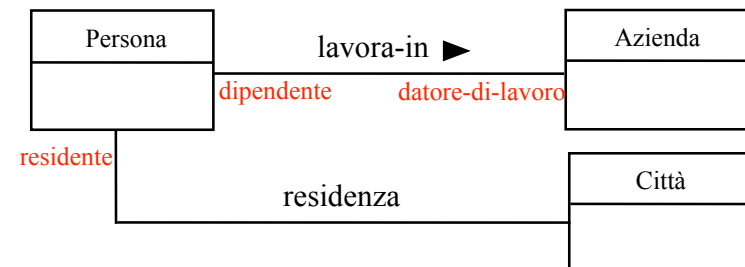 Persona
lavora-in
Azienda
dipendente
datore-di-lavoro
residente
residenza
Città